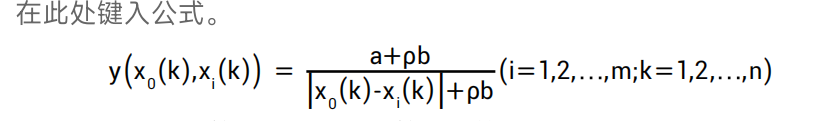 在此处键入公式。
y(x₀(k),xᵢ(k)) = a+ρb / |x₀(k)-xᵢ(k)|+ρb (i=1,2,...,m;k=1,2,...,n)